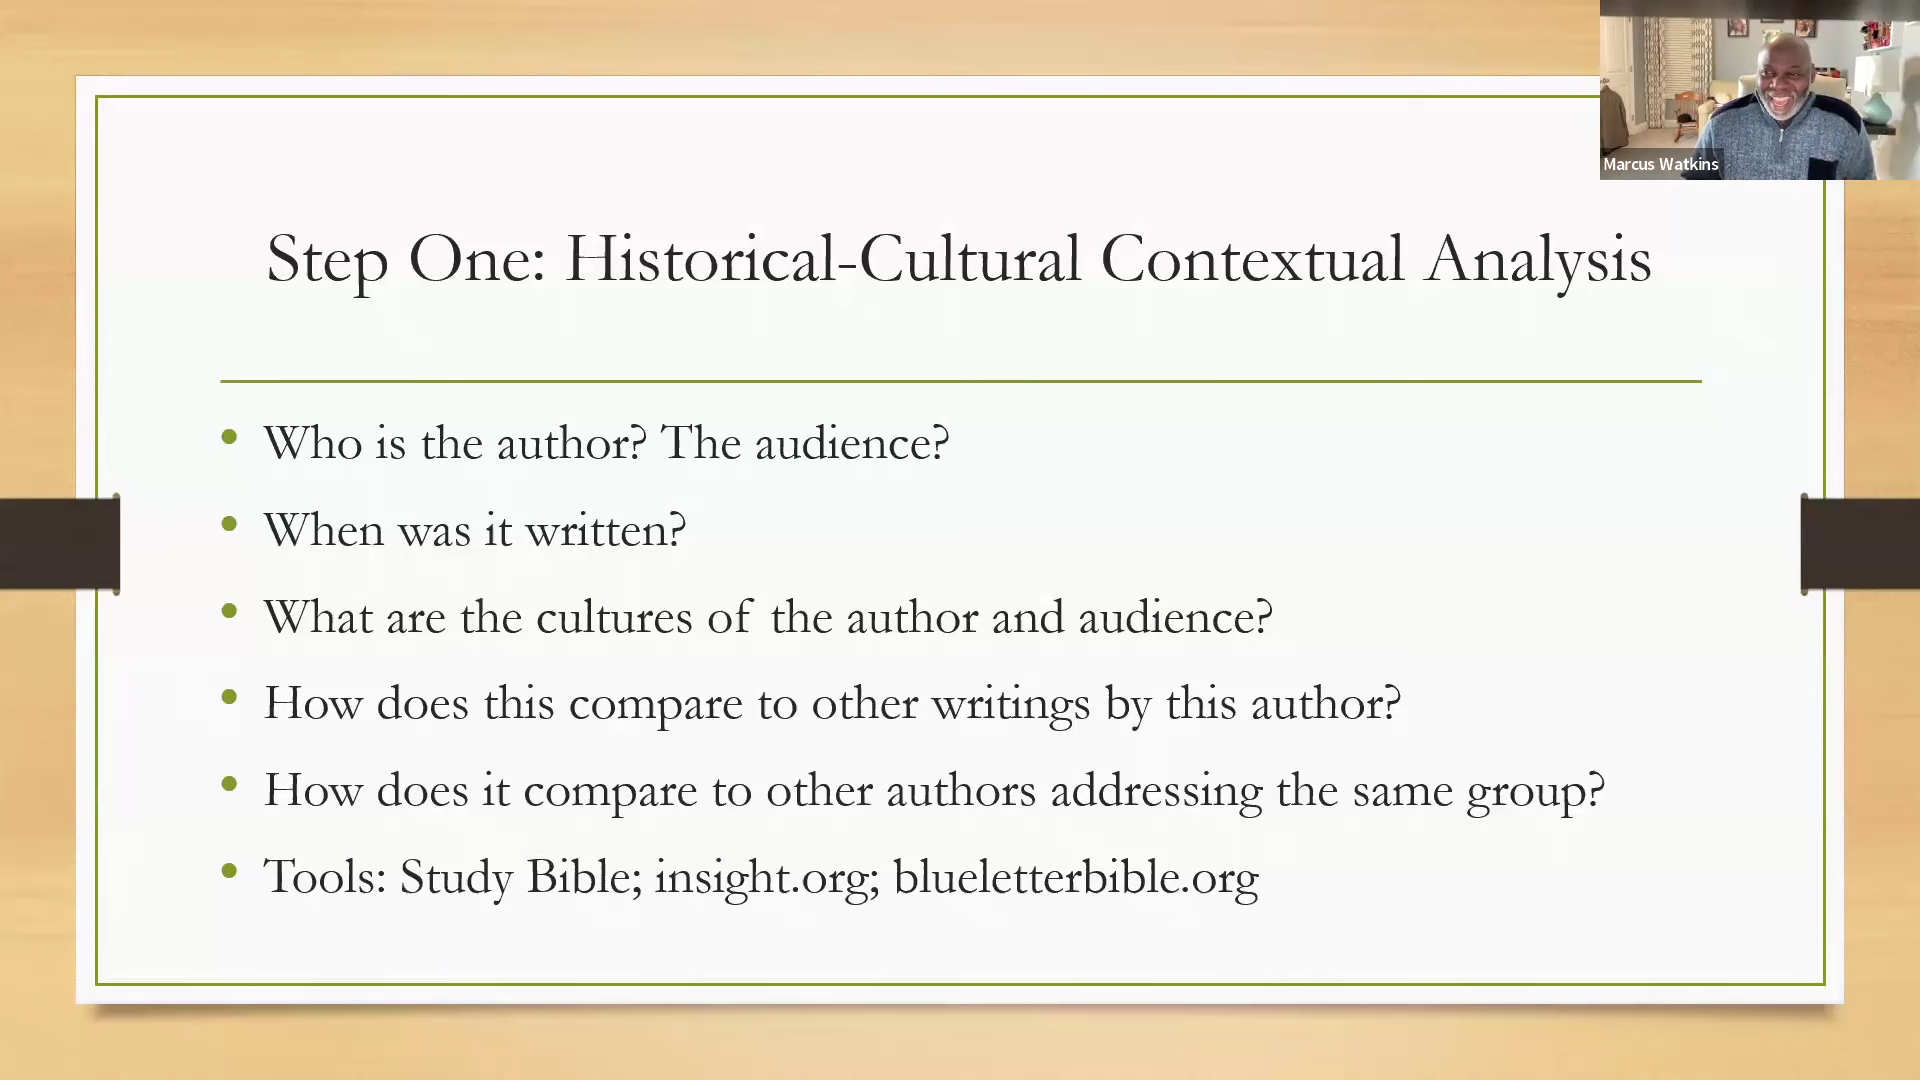 Marcus Watkins
Step One: Historical-Cultural Contextual Analysis
• Who is the author? The audience?
• When was it written?
• What are the cultures of the author and audience?
• How does this compare to other writings by this author?
• How does it compare to other authors addressing the same group?
• Tools: Study Bible; insight.org; blueletterbible.org